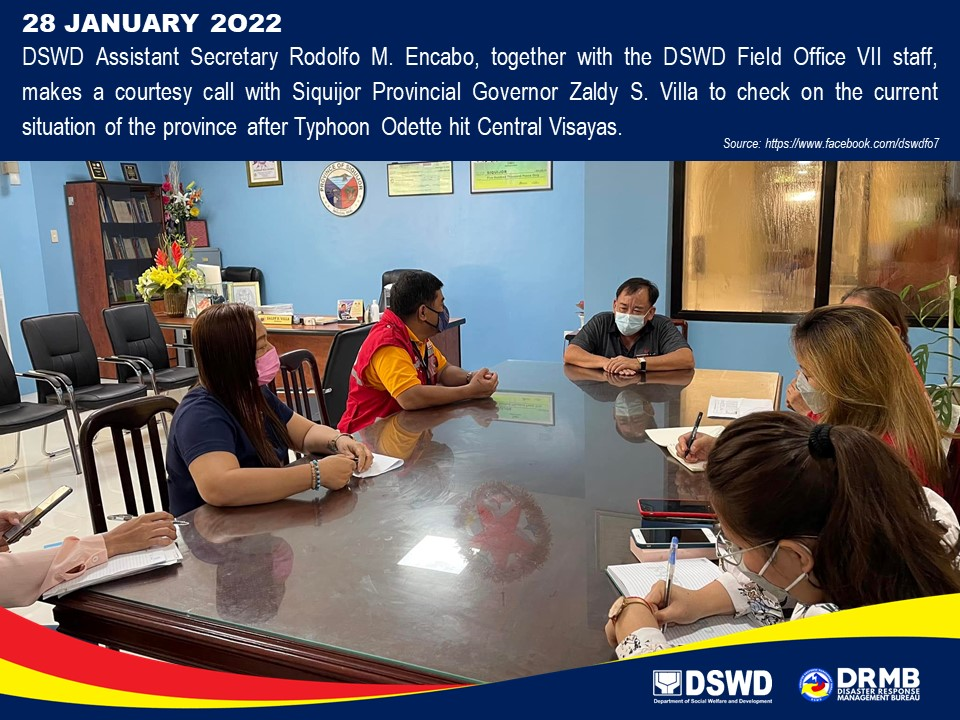 28 JANUARY 2022
DSWD Assistant Secretary Rodolfo M. Encabo, together with the DSWD Field Office VII staff,
makes a courtesy call with Siquijor Provincial Governor Zaldy S. Villa to check on the current
situation of the province after Typhoon Odette hit Central Visayas.
Source: https://www.facebook.com/dswdfo7
DSWD
Department of Social Welfare and Development
DRMB
DISASTER RESPONSE
MANAGEMENT BUREAU